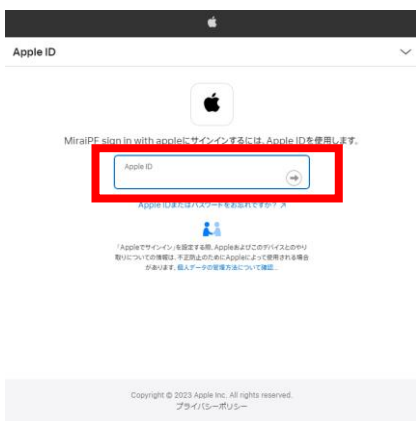 Apple ID
MiraiPF sign in with appleにサインインするには、Apple IDを使用します。
Apple ID
Apple IDまたはパスワードをお忘れですか？
「Appleでサインイン」を設定する際、Appleおよびこのデバイスとのやり
取りについての情報は、不正防止のためにAppleによって使用される場合
があります。個人データの管理方法について確認...
Copyright © 2023 Apple Inc. All rights reserved.
プライバシーポリシー